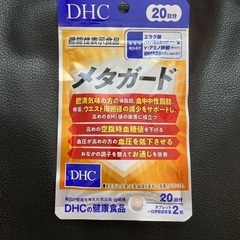 DHC 20日分
機能性表示食品
エラグ酸
メタガード
肥満気味の方の体脂肪、血中中性脂肪、
体重、ウエスト周囲径の減少をサポートし、
高めのBMI値の改善に役立つ
高めの空腹時血糖値を下げる
血圧が高めの方の血圧を低下させる
おなかの調子を整えてお通じを改善
DHC
20日分
DHCの健康食品
2粒